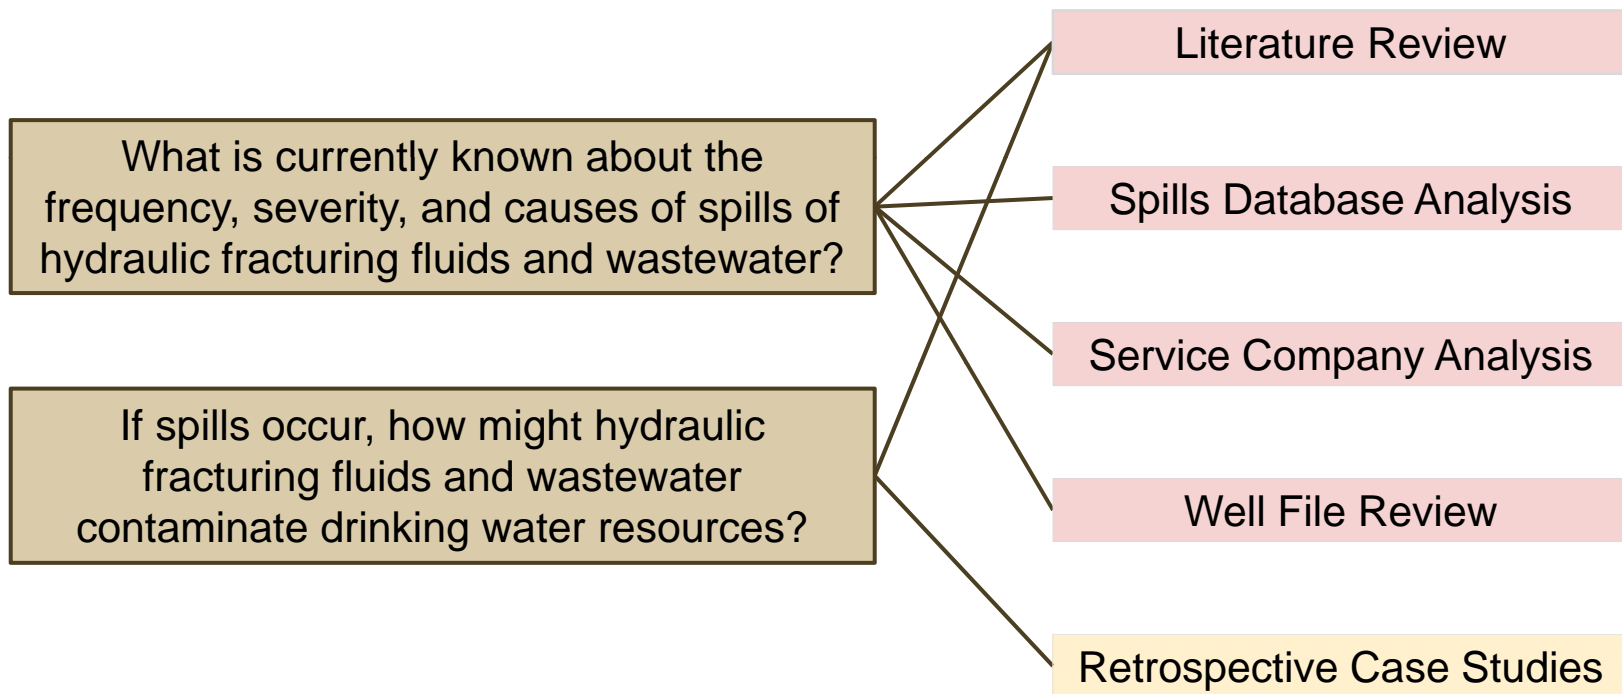 What is currently known about the
frequency, severity, and causes of spills of
hydraulic fracturing fluids and wastewater?
If spills occur, how might hydraulic
fracturing fluids and wastewater
contaminate drinking water resources?
Literature Review
Spills Database Analysis
Service Company Analysis
Well File Review
Retrospective Case Studies